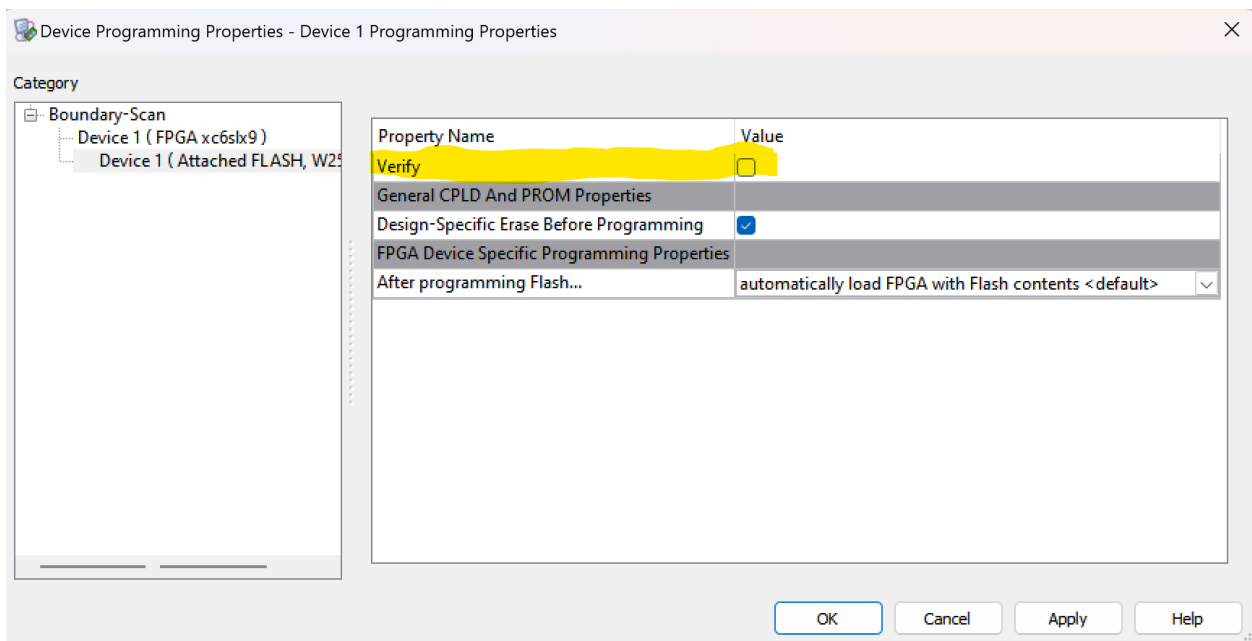 Device Programming Properties - Device 1 Programming Properties
Category
Boundary-Scan
Device 1 ( FPGA xc6slx9 )
Device 1 ( Attached FLASH, W25
Property Name Value
Verify
General CPLD And PROM Properties
Design-Specific Erase Before Programming
FPGA Device Specific Programming Properties
After programming Flash... automatically load FPGA with Flash contents <default>
OK Cancel Apply Help